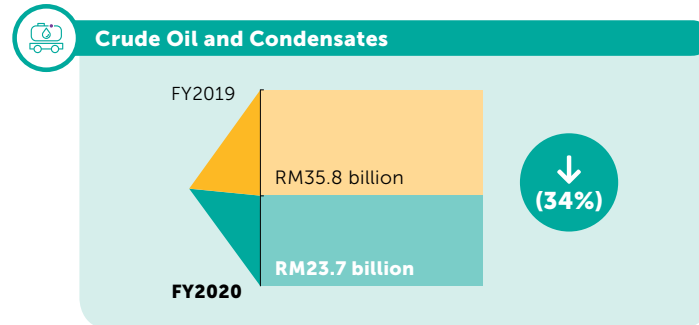 Crude Oil and Condensates
FY2019
RM35.8 billion
(34%)
RM23.7 billion
FY2020